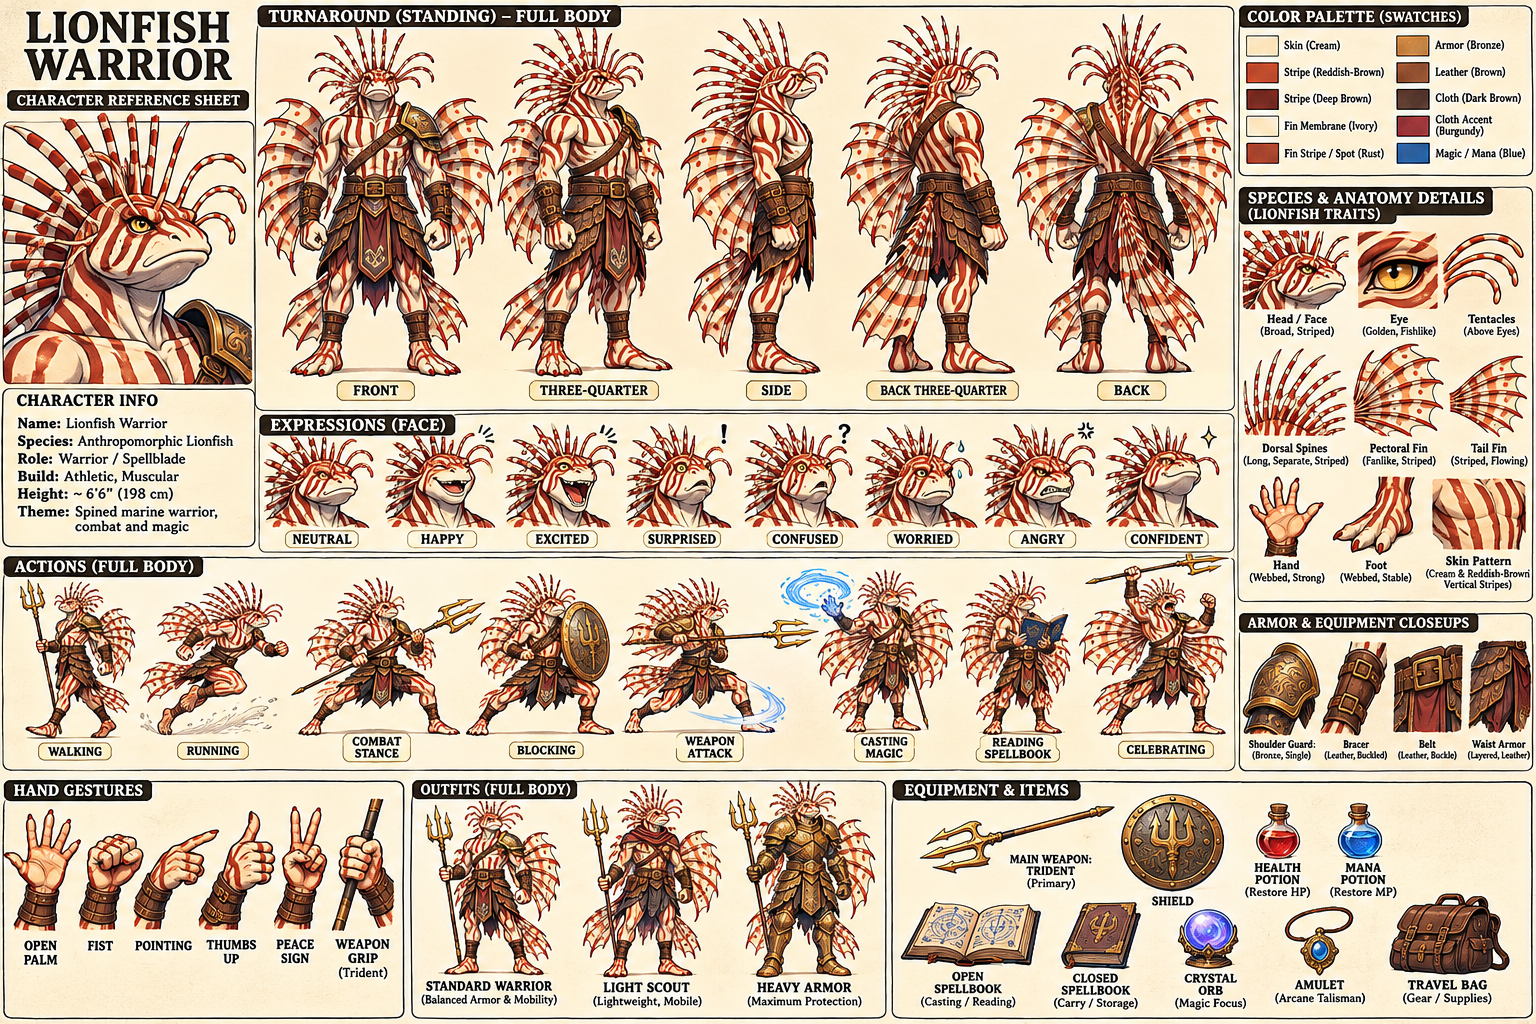 LIONFISH
WARRIOR
CHARACTER REFERENCE SHEET
TURNAROUND (STANDING) – FULL BODY
FRONT
THREE-QUARTER
SIDE
BACK THREE-QUARTER
BACK
COLOR PALETTE (SWATCHES)
Skin (Cream)
Armor (Bronze)
Stripe (Reddish-Brown)
Leather (Brown)
Stripe (Deep Brown)
Cloth (Dark Brown)
Fin Membrane (Ivory)
Cloth Accent
(Burgundy)
Fin Stripe / Spot (Rust)
Magic / Mana (Blue)
SPECIES & ANATOMY DETAILS
(LIONFISH TRAITS)
Head / Face
(Broad, Striped)
Eye
(Golden, Fishlike)
Tentacles
(Above Eyes)
Dorsal Spines
(Long, Separate, Striped)
Pectoral Fin
(Fanlike, Striped)
Tail Fin
(Striped, Flowing)
Hand
(Webbed, Strong)
Foot
(Webbed, Stable)
Skin Pattern
(Cream & Reddish-Brown
Vertical Stripes)
CHARACTER INFO
Name: Lionfish Warrior
Species: Anthropomorphic Lionfish
Role: Warrior / Spellblade
Build: Athletic, Muscular
Height: ~ 6'6" (198 cm)
Theme: Spined marine warrior,
combat and magic
EXPRESSIONS (FACE)
!
?
NEUTRAL
HAPPY
EXCITED
SURPRISED
CONFUSED
WORRIED
ANGRY
CONFIDENT
ACTIONS (FULL BODY)
WALKING
RUNNING
COMBAT
STANCE
BLOCKING
WEAPON
ATTACK
CASTING
MAGIC
READING
SPELLBOOK
CELEBRATING
ARMOR & EQUIPMENT CLOSEUPS
Shoulder Guard:
(Bronze, Single)
Bracer
(Leather, Buckled)
Belt
(Leather, Buckle)
Waist Armor
(Layered, Leather)
HAND GESTURES
OPEN
PALM
FIST
POINTING
THUMBS
UP
PEACE
SIGN
WEAPON
GRIP
(Trident)
OUTFITS (FULL BODY)
STANDARD WARRIOR
(Balanced Armor & Mobility)
LIGHT SCOUT
(Lightweight, Mobile)
HEAVY ARMOR
(Maximum Protection)
EQUIPMENT & ITEMS
MAIN WEAPON:
TRIDENT
(Primary)
SHIELD
HEALTH
POTION
(Restore HP)
MANA
POTION
(Restore MP)
OPEN
SPELLBOOK
(Casting / Reading)
CLOSED
SPELLBOOK
(Carry / Storage)
CRYSTAL
ORB
(Magic Focus)
AMULET
(Arcane Talisman)
TRAVEL BAG
(Gear / Supplies)